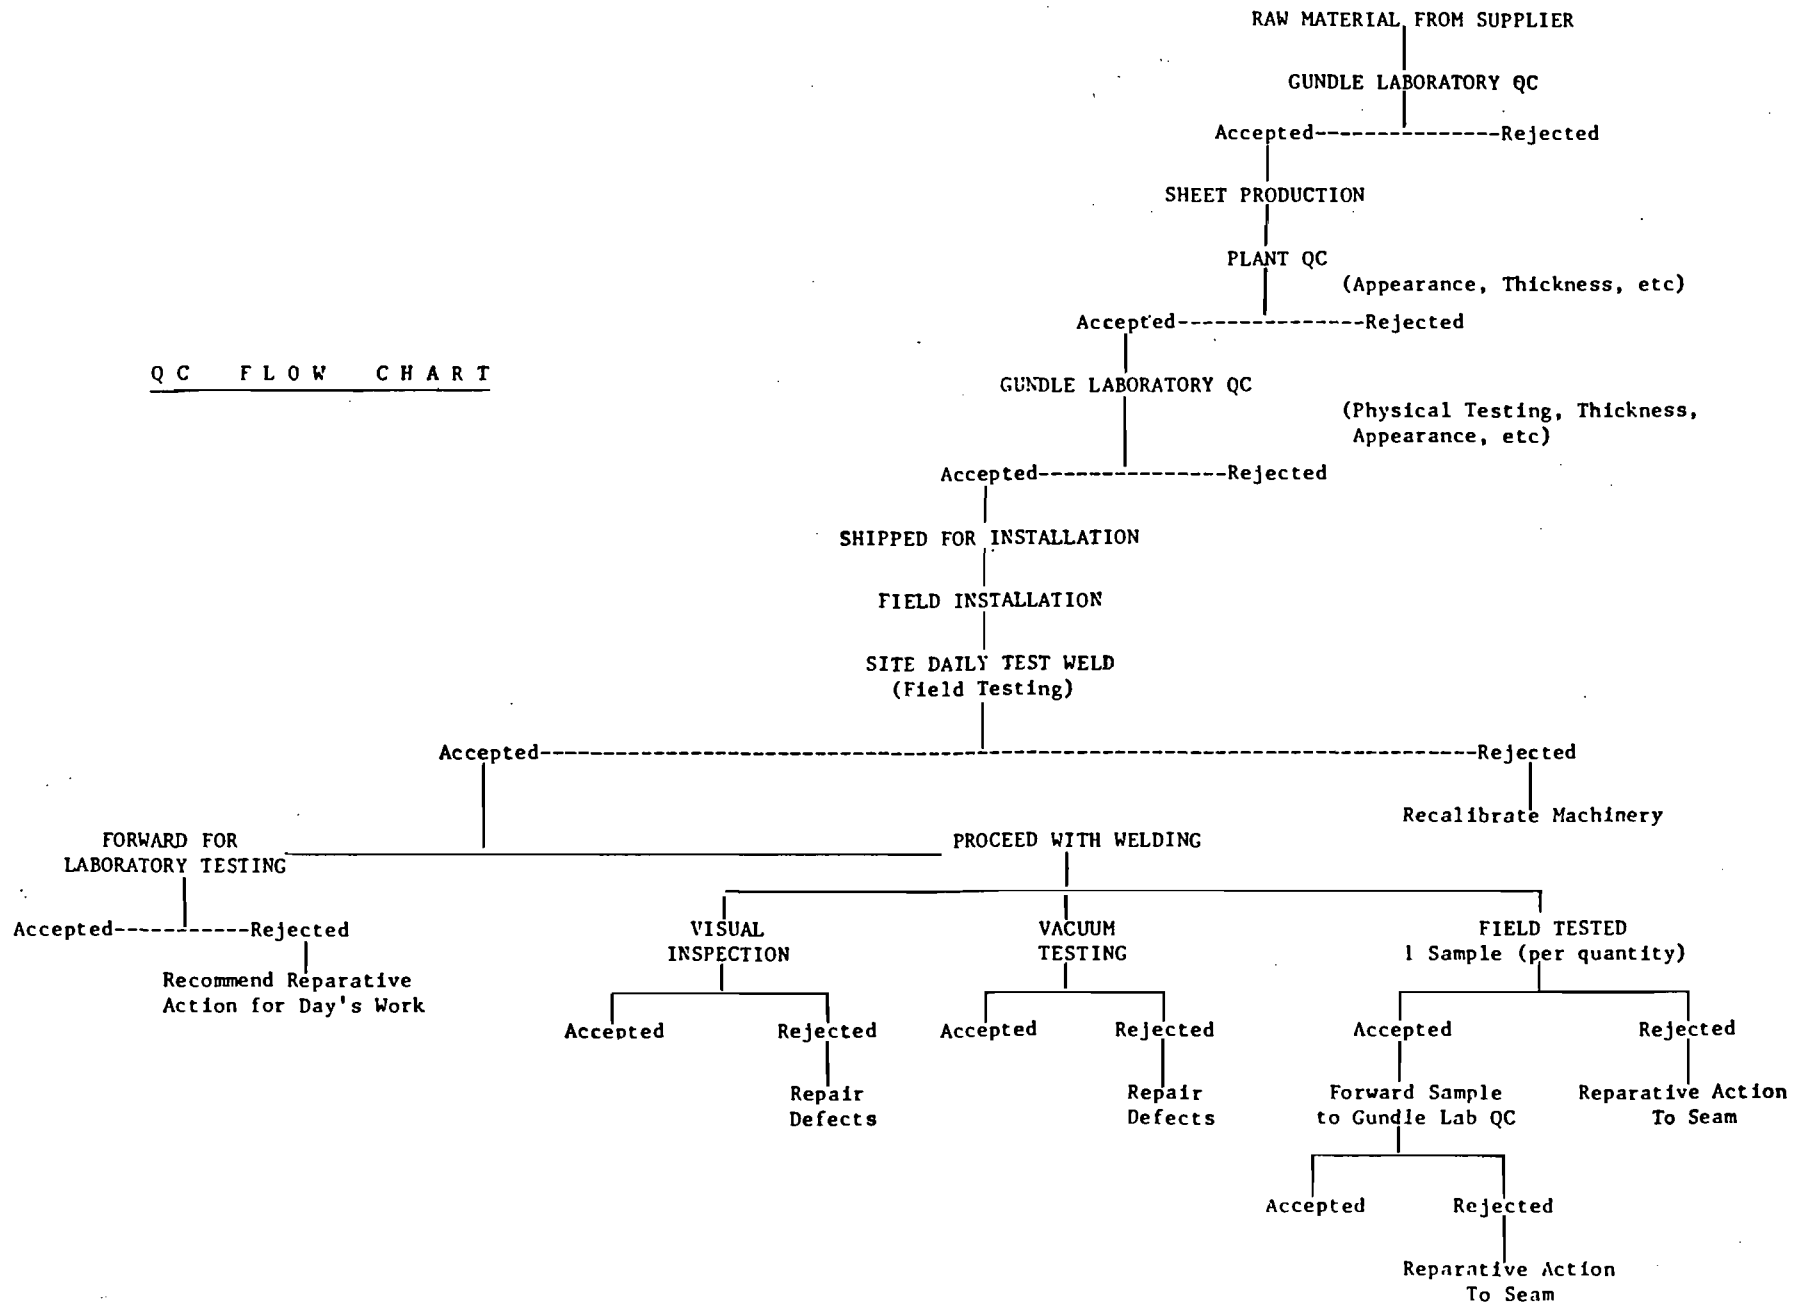 RAW MATERIAL FROM SUPPLIER
GUNDLE LABORATORY QC
Accepted---------------Rejected
SHEET PRODUCTION
PLANT QC
(Appearance, Thickness, etc)
Accepted---------------Rejected
QC FLOW CHART
GUNDLE LABORATORY QC
(Physical Testing, Thickness,
Appearance, etc)
Accepted---------------Rejected
SHIPPED FOR INSTALLATION
FIELD INSTALLATION
SITE DAILY TEST WELD
(Field Testing)
Accepted---------------------------------------------------------------------------Rejected
Recalibrate Machinery
FORWARD FOR
LABORATORY TESTING
PROCEED WITH WELDING
Accepted-----------Rejected
Recommend Reparative
Action for Day's Work
VISUAL
INSPECTION
Accepted
Rejected
Repair
Defects
VACUUM
TESTING
Accepted
Rejected
Repair
Defects
FIELD TESTED
1 Sample (per quantity)
Accepted
Rejected
Forward Sample
to Gundle Lab QC
Reparative Action
To Seam
Accepted
Rejected
Reparative Action
To Seam